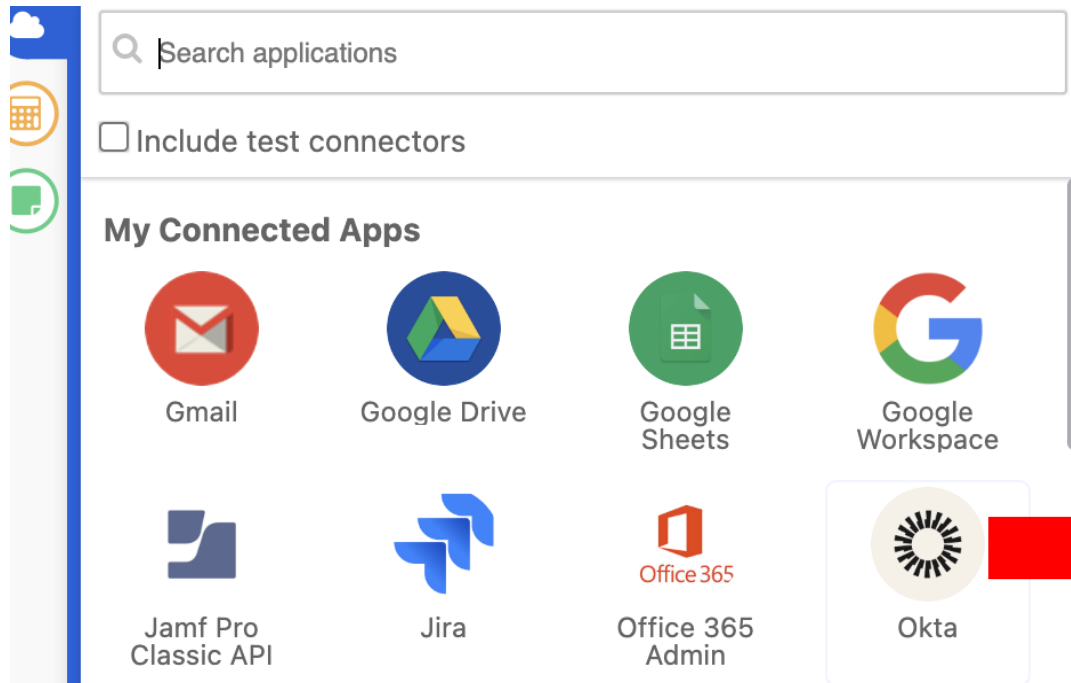 Search applications
Include test connectors
My Connected Apps
Gmail
Google Drive
Google
Sheets
Google
Workspace
Office 365
Jamf Pro
Classic API
Jira
Office 365
Admin
Okta